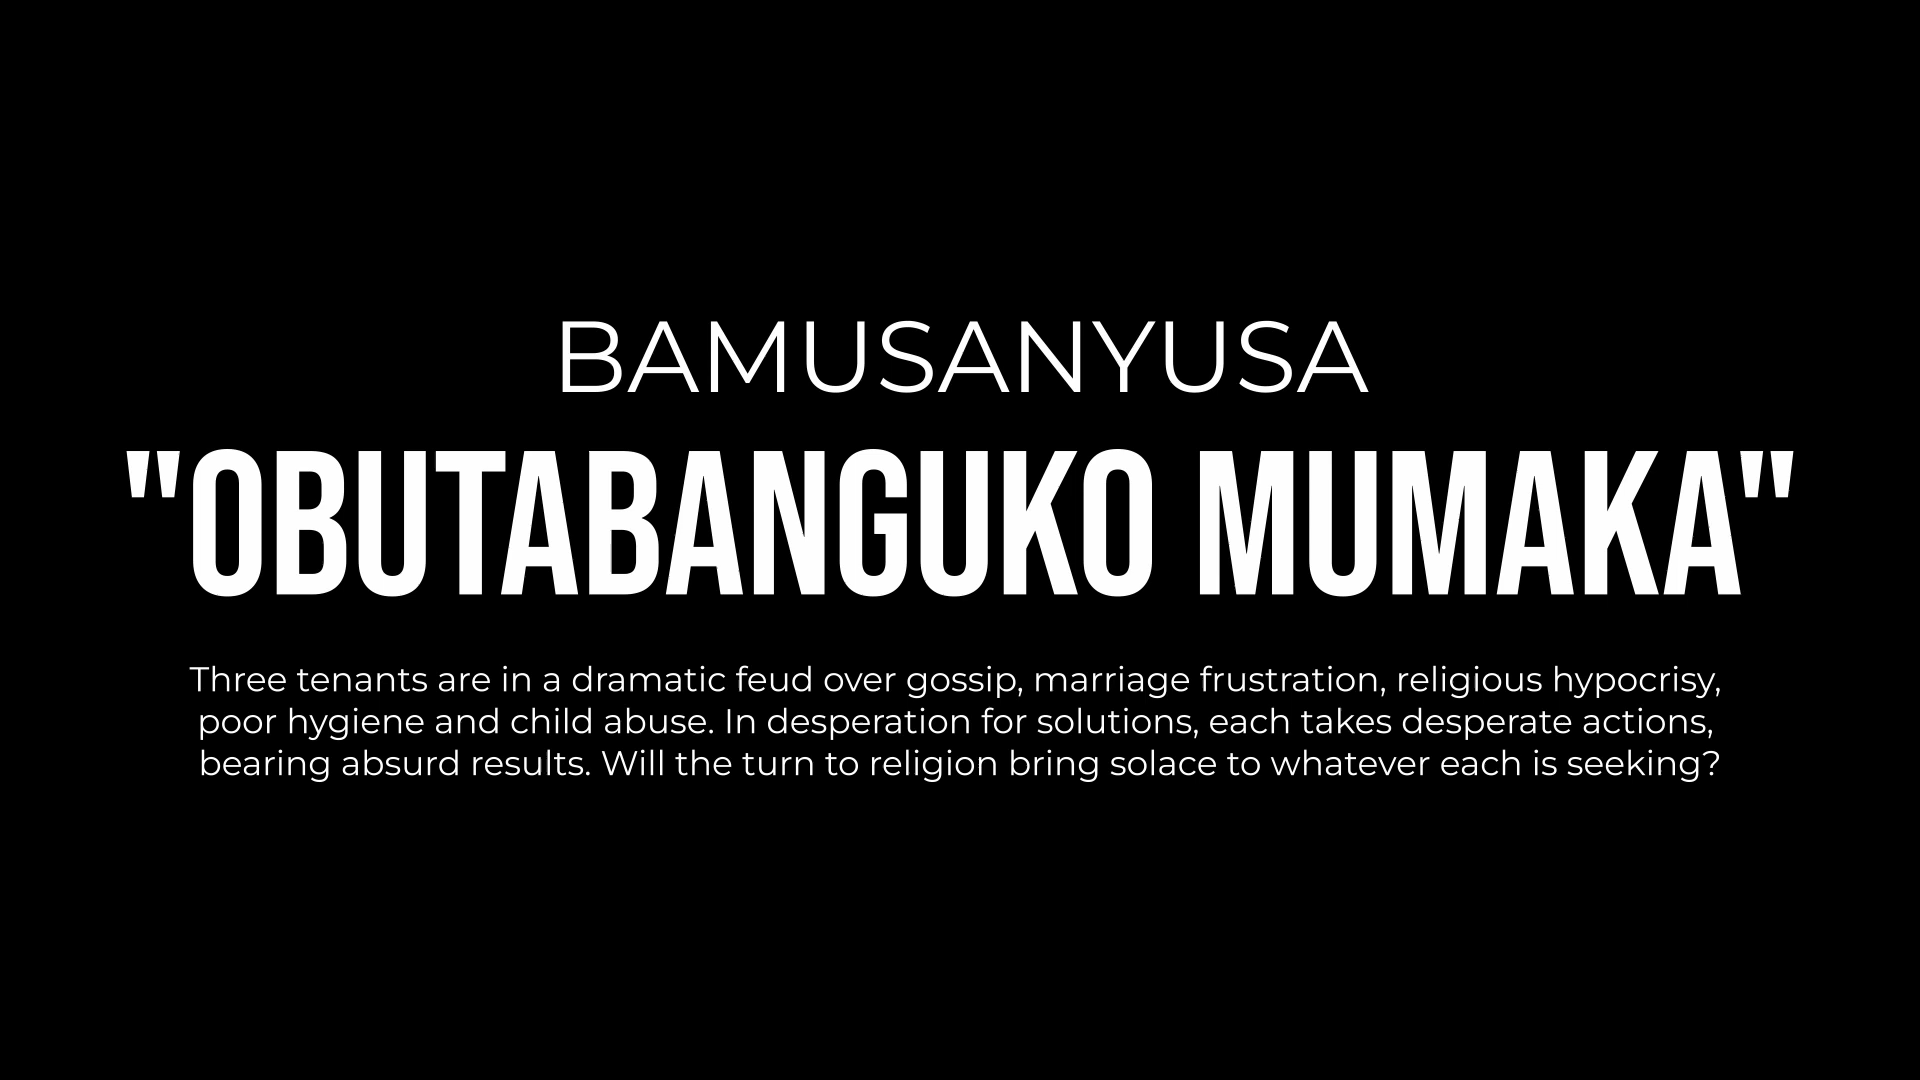 BAMUSANYUSA
"OBUTABANGUKO MUMAKA"
Three tenants are in a dramatic feud over gossip, marriage frustration, religious hypocrisy,
poor hygiene and child abuse. In desperation for solutions, each takes desperate actions,
bearing absurd results. Will the turn to religion bring solace to whatever each is seeking?